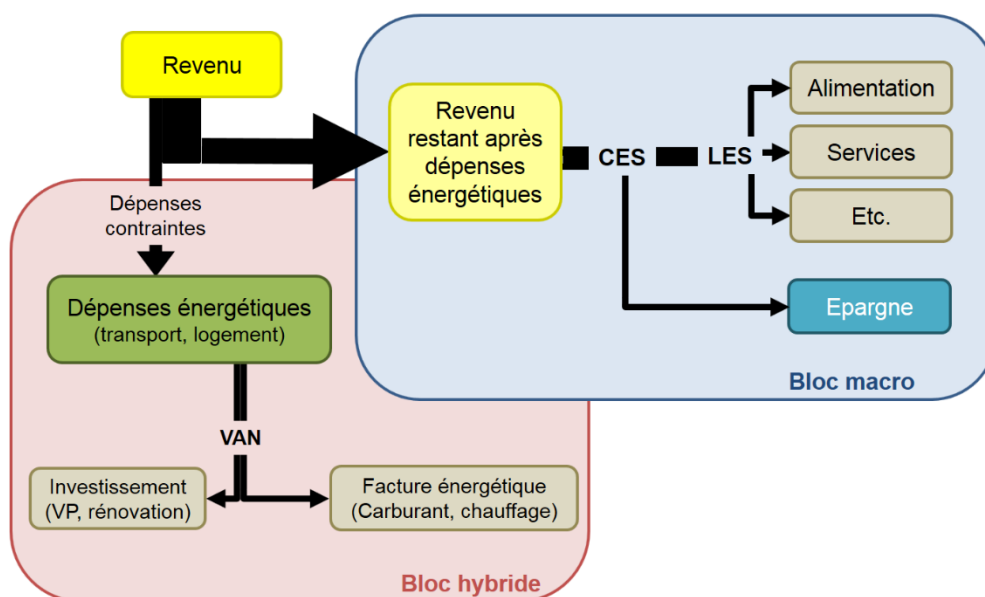 Revenu
Revenu
restant après
dépenses
énergétiques
CES
LES
Alimentation
Services
Etc.
Epargne
Bloc macro
Dépenses
contraintes
Dépenses énergétiques
(transport, logement)
VAN
Investissement
(VP, rénovation)
Facture énergétique
(Carburant, chauffage)
Bloc hybride